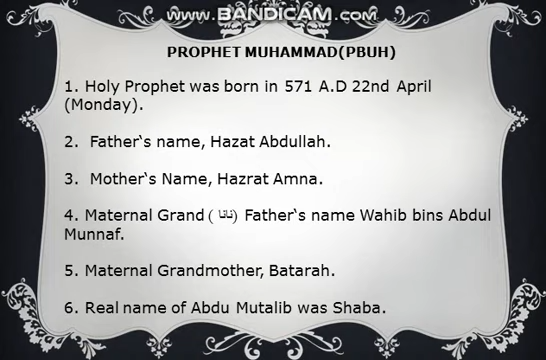 www.BANDICAM.com
PROPHET MUHAMMAD(PBUH)
1. Holy Prophet was born in 571 A.D 22nd April
(Monday).
2. Father‘s name, Hazat Abdullah.
3. Mother‘s Name, Hazrat Amna.
4. Maternal Grand ( نانا) Father‘s name Wahib bins Abdul
Munnaf.
5. Maternal Grandmother, Batarah.
6. Real name of Abdu Mutalib was Shaba.